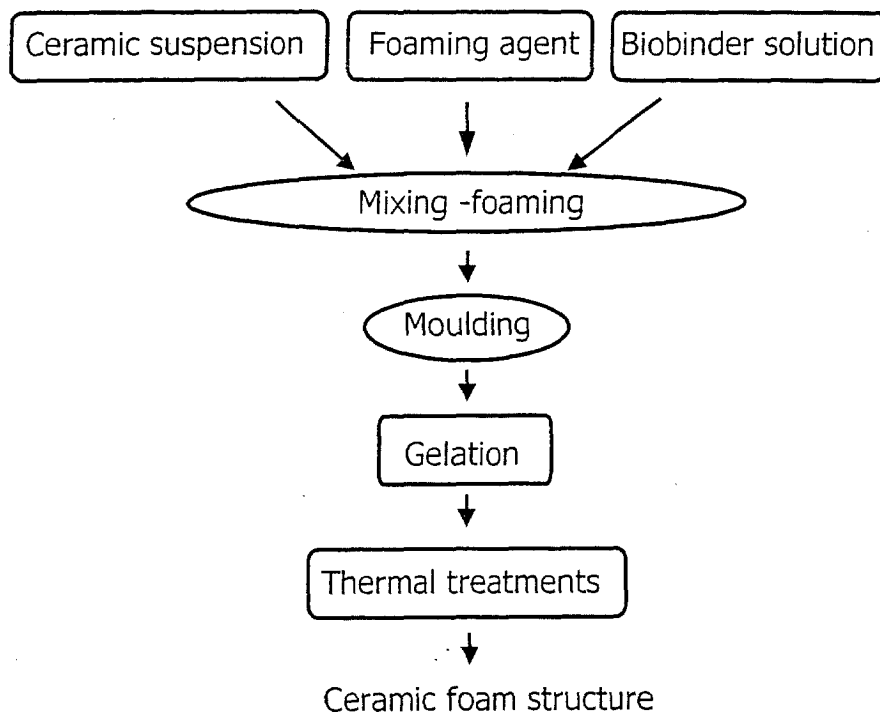 Ceramic suspension
Foaming agent
Biobinder solution
Mixing -foaming
Moulding
Gelation
Thermal treatments
Ceramic foam structure